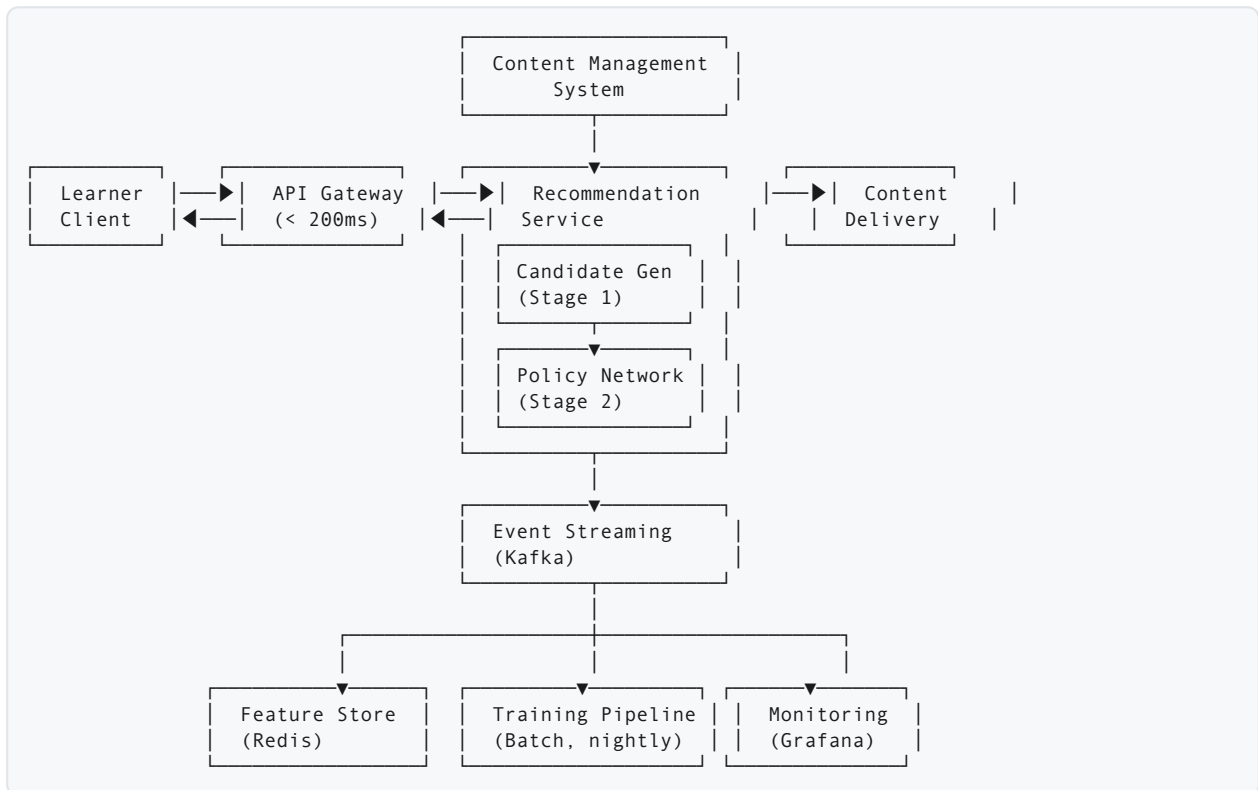 Content Management
System
Learner
Client
API Gateway
(< 200ms)
Recommendation
Service
Content
Delivery
Candidate Gen
(Stage 1)
Policy Network
(Stage 2)
Event Streaming
(Kafka)
Feature Store
(Redis)
Training Pipeline
(Batch, nightly)
Monitoring
(Grafana)